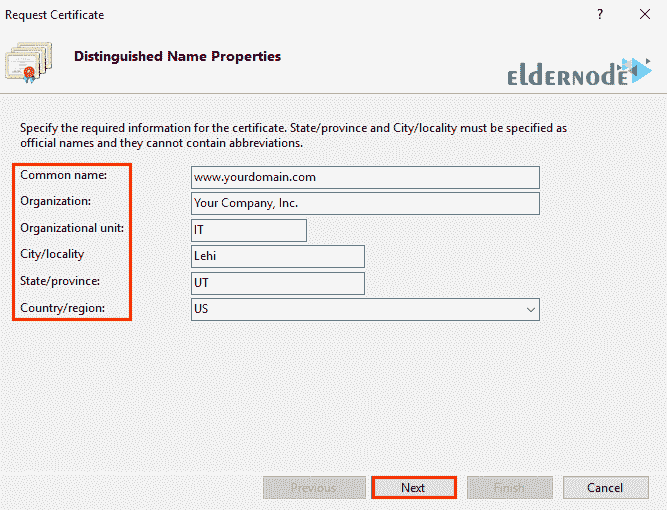 Request Certificate
?
Distinguished Name Properties
ELDERNODE
Specify the required information for the certificate. State/province and City/locality must be specified as
official names and they cannot contain abbreviations.
Common name: www.yourdomain.com
Organization: Your Company, Inc.
Organizational unit: IT
City/locality Lehi
State/province: UT
Country/region: US
Previous Next Finish Cancel